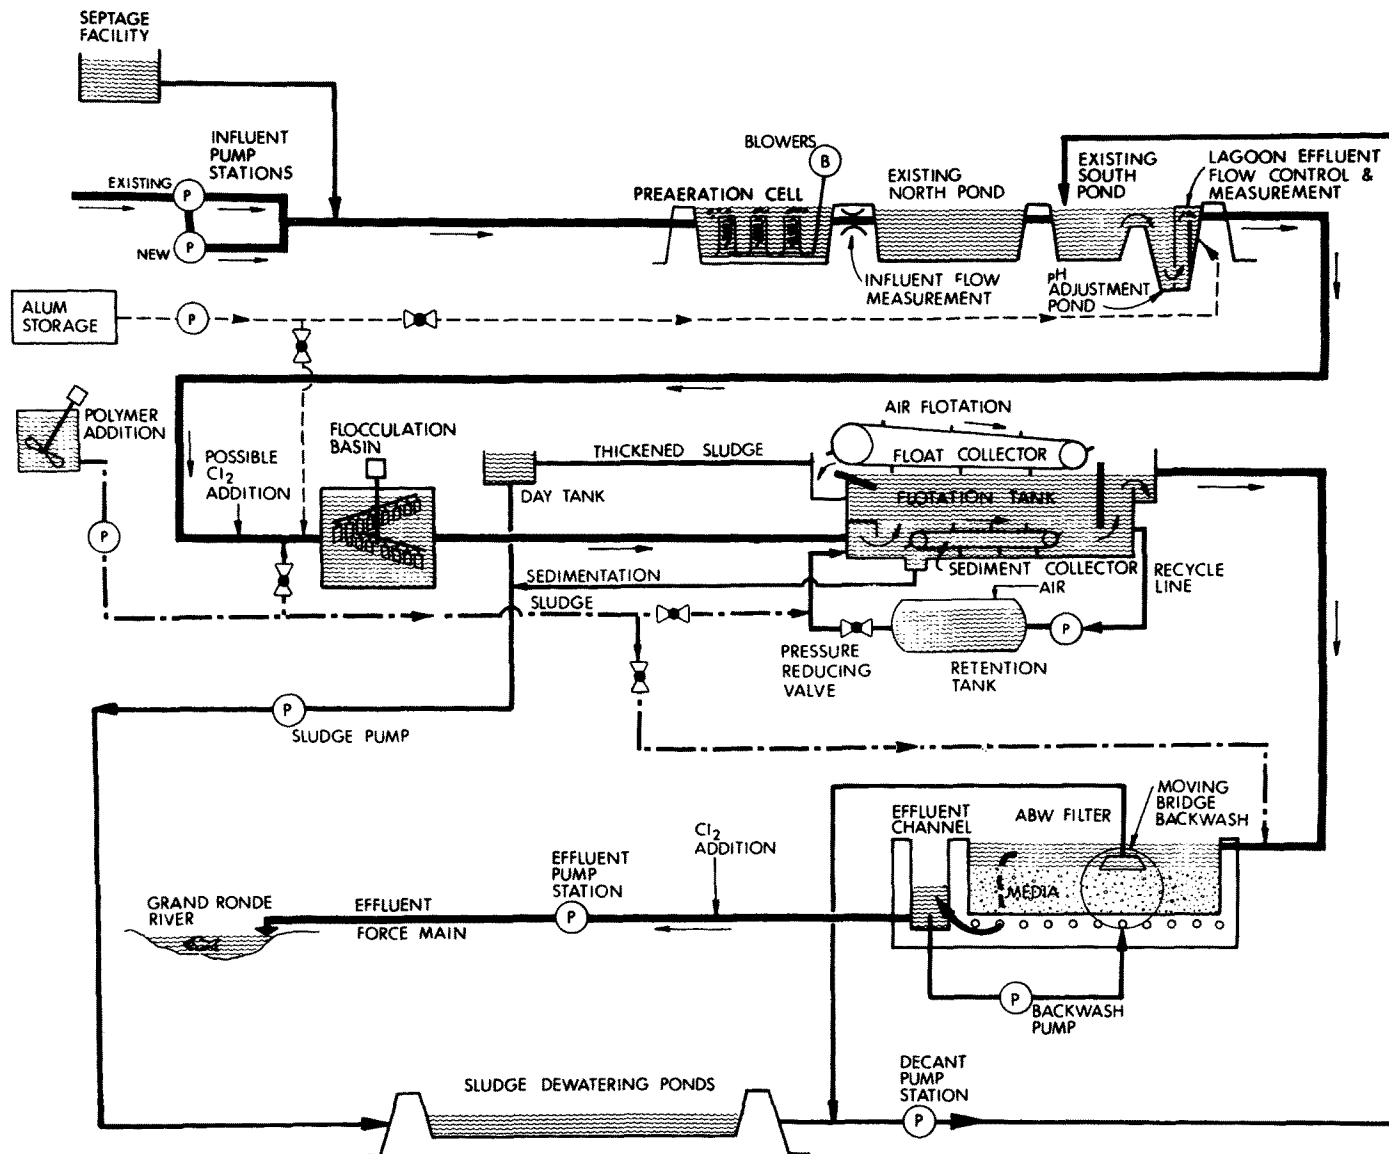 SEPTAGE
FACILITY
INFLUENT
PUMP
STATIONS
EXISTING
P
NEW
P
BLOWERS
B
PREAERATION CELL
EXISTING
NORTH POND
EXISTING
SOUTH
POND
LAGOON EFFLUENT
FLOW CONTROL &
MEASUREMENT
INFLUENT FLOW
MEASUREMENT
pH
ADJUSTMENT
POND
ALUM
STORAGE
P
POLYMER
ADDITION
P
POSSIBLE
Cl2
ADDITION
FLOCCULATION
BASIN
DAY TANK
THICKENED SLUDGE
AIR FLOTATION
FLOAT COLLECTOR
FLOTATION TANK
SEDIMENT COLLECTOR
SEDIMENTATION
SLUDGE
AIR
RECYCLE
LINE
P
PRESSURE
REDUCING
VALVE
RETENTION
TANK
P
SLUDGE PUMP
MOVING
BRIDGE
BACKWASH
ABW FILTER
EFFLUENT
CHANNEL
MEDIA
Cl2
ADDITION
EFFLUENT
PUMP
STATION
P
GRAND RONDE
RIVER
EFFLUENT
FORCE MAIN
P
BACKWASH
PUMP
SLUDGE DEWATERING PONDS
DECANT
PUMP
STATION
P